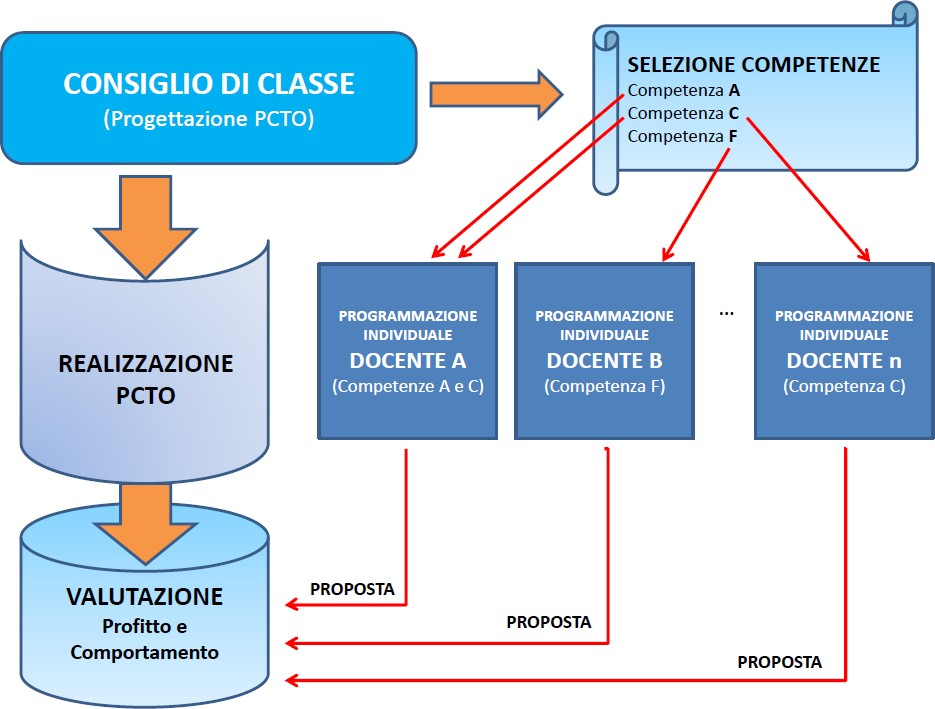 CONSIGLIO DI CLASSE
(Progettazione PCTO)
SELEZIONE COMPETENZE
Competenza A
Competenza C
Competenza F
REALIZZAZIONE
PCTO
PROGRAMMAZIONE
INDIVIDUALE
DOCENTE A
(Competenze A e C)
PROGRAMMAZIONE
INDIVIDUALE
DOCENTE B
(Competenza F)
...
PROGRAMMAZIONE
INDIVIDUALE
DOCENTE n
(Competenza C)
VALUTAZIONE
Profitto e
Comportamento
PROPOSTA
PROPOSTA
PROPOSTA